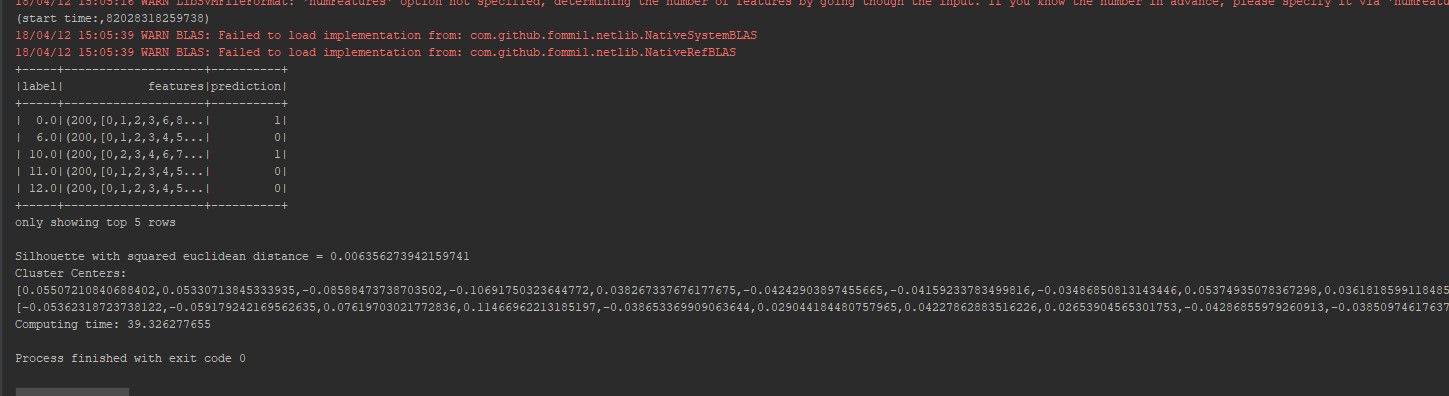 18/04/12 15:05:16 WARN LibSVMFileFormat: 'numFeatures' option not specified, determining the number of features by going though the input. If you know the number in advance, please specify it via 'numFeatu
(start time:,82028318259738)
18/04/12 15:05:39 WARN BLAS: Failed to load implementation from: com.github.fommil.netlib.NativeSystemBLAS
18/04/12 15:05:39 WARN BLAS: Failed to load implementation from: com.github.fommil.netlib.NativeRefBLAS
+-----+--------------------+----------+
|label|            features|prediction|
+-----+--------------------+----------+
|  0.0|(200,[0,1,2,3,6,8...|         1|
|  6.0|(200,[0,1,2,3,4,5...|         0|
| 10.0|(200,[0,2,3,4,6,7...|         1|
| 11.0|(200,[0,1,2,3,4,5...|         0|
| 12.0|(200,[0,1,2,3,4,5...|         0|
+-----+--------------------+----------+
only showing top 5 rows
Silhouette with squared euclidean distance = 0.006356273942159741
Cluster Centers:
[0.05507210840688402,0.05330713845333935,-0.08588473738703502,-0.10691750323644772,0.038267337676177675,-0.04242903897455665,-0.04159233783499816,-0.03486850813143446,0.05374935078367298,0.0361818599118485
[-0.05362318723738122,-0.059179242169562635,0.07619703021772836,0.11466966221318519​7,-0.038653369909063644,0.029044184480757965,0.04227862883516226,0.02653904565301753,-0.04286855979260913,-0.03850974617637
Computing time: 39.326277655
Process finished with exit code 0